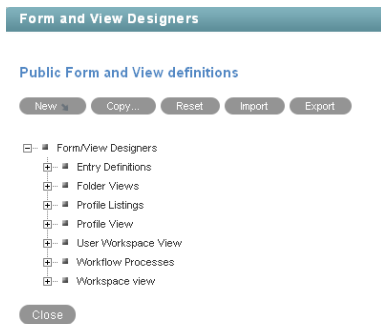 Form and View Designers
Public Form and View definitions
New Copy... Reset Import Export
Form/View Designers
Entry Definitions
Folder Views
Profile Listings
Profile View
User Workspace View
Workflow Processes
Workspace view
Close